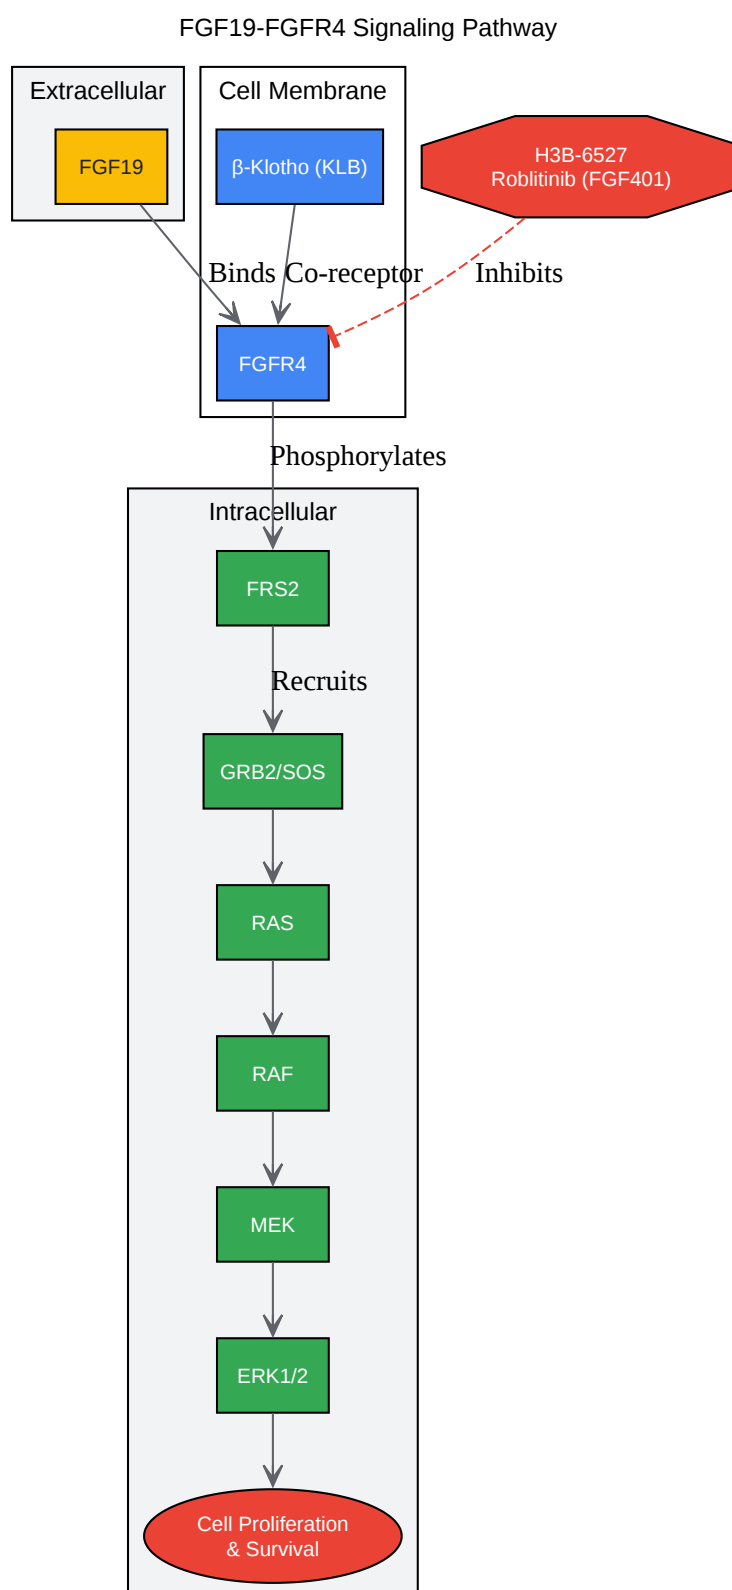 FGF19-FGFR4 Signaling Pathway
Extracellular
Cell Membrane
FGF19
β-Klotho (KLB)
H3B-6527
Roblitinib (FGF401)
Binds
Co-receptor
Inhibits
FGFR4
Phosphorylates
Intracellular
FRS2
Recruits
GRB2/SOS
RAS
RAF
MEK
ERK1/2
Cell Proliferation
& Survival